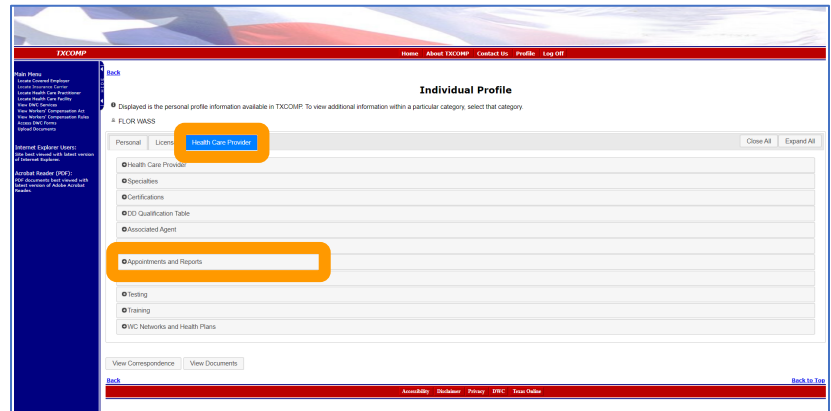 TXCOMP
Home About TXCOMP Contact Us Profile Log Off
Main Menu
Locate Covered Employer
Locate Insurance Carrier
Locate Health Care Practitioner
Locate Health Care Facility
View DWC Services
View Workers' Compensation Act
View Workers' Compensation Rules
Access DWC Forms
Upload Documents
Internet Explorer Users:
Site best viewed with latest version
of Internet Explorer.
Acrobat Reader (PDF):
PDF documents best viewed with
latest version of Adobe Acrobat
Reader.
HIDE
Back
Individual Profile
Displayed is the personal profile information available in TXCOMP. To view additional information within a particular category, select that category.
FLOR WASS
Personal Licens Health Care Provider Close All Expand All
Health Care Provider
Specialties
Certifications
DD Qualification Table
Associated Agent
Appointments and Reports
Testing
Training
WC Networks and Health Plans
View Correspondence View Documents
Back Back to Top
Accessibility Disclaimer Privacy DWC Texas Online